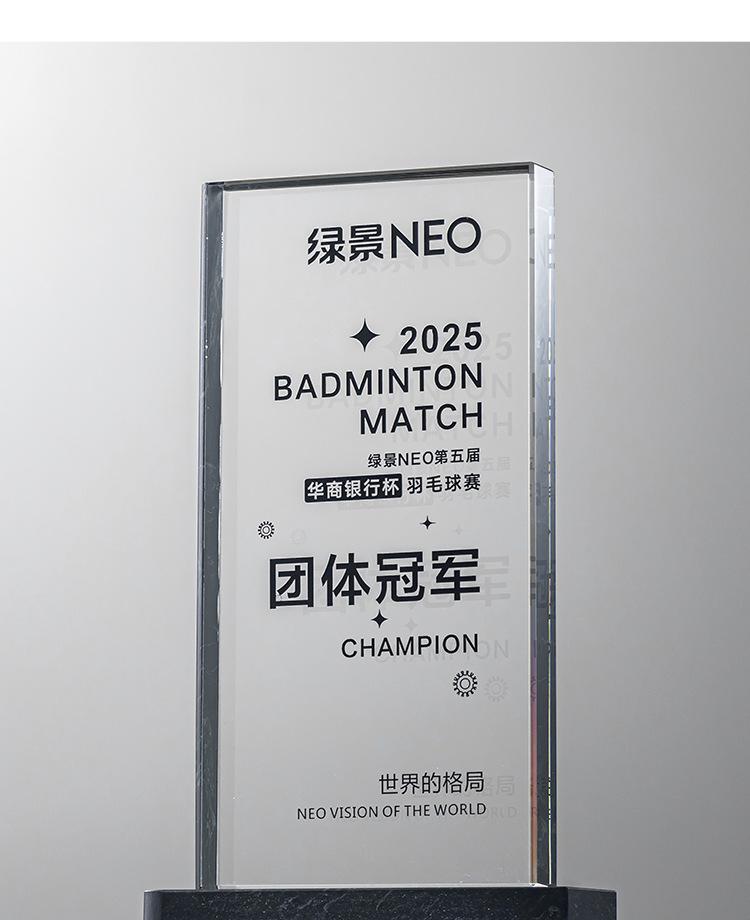 绿景NEO
2025
BADMINTON
MATCH
绿景NEO第五届
华商银行杯 羽毛球赛
团体冠军
CHAMPION
世界的格局
NEO VISION OF THE WORLD